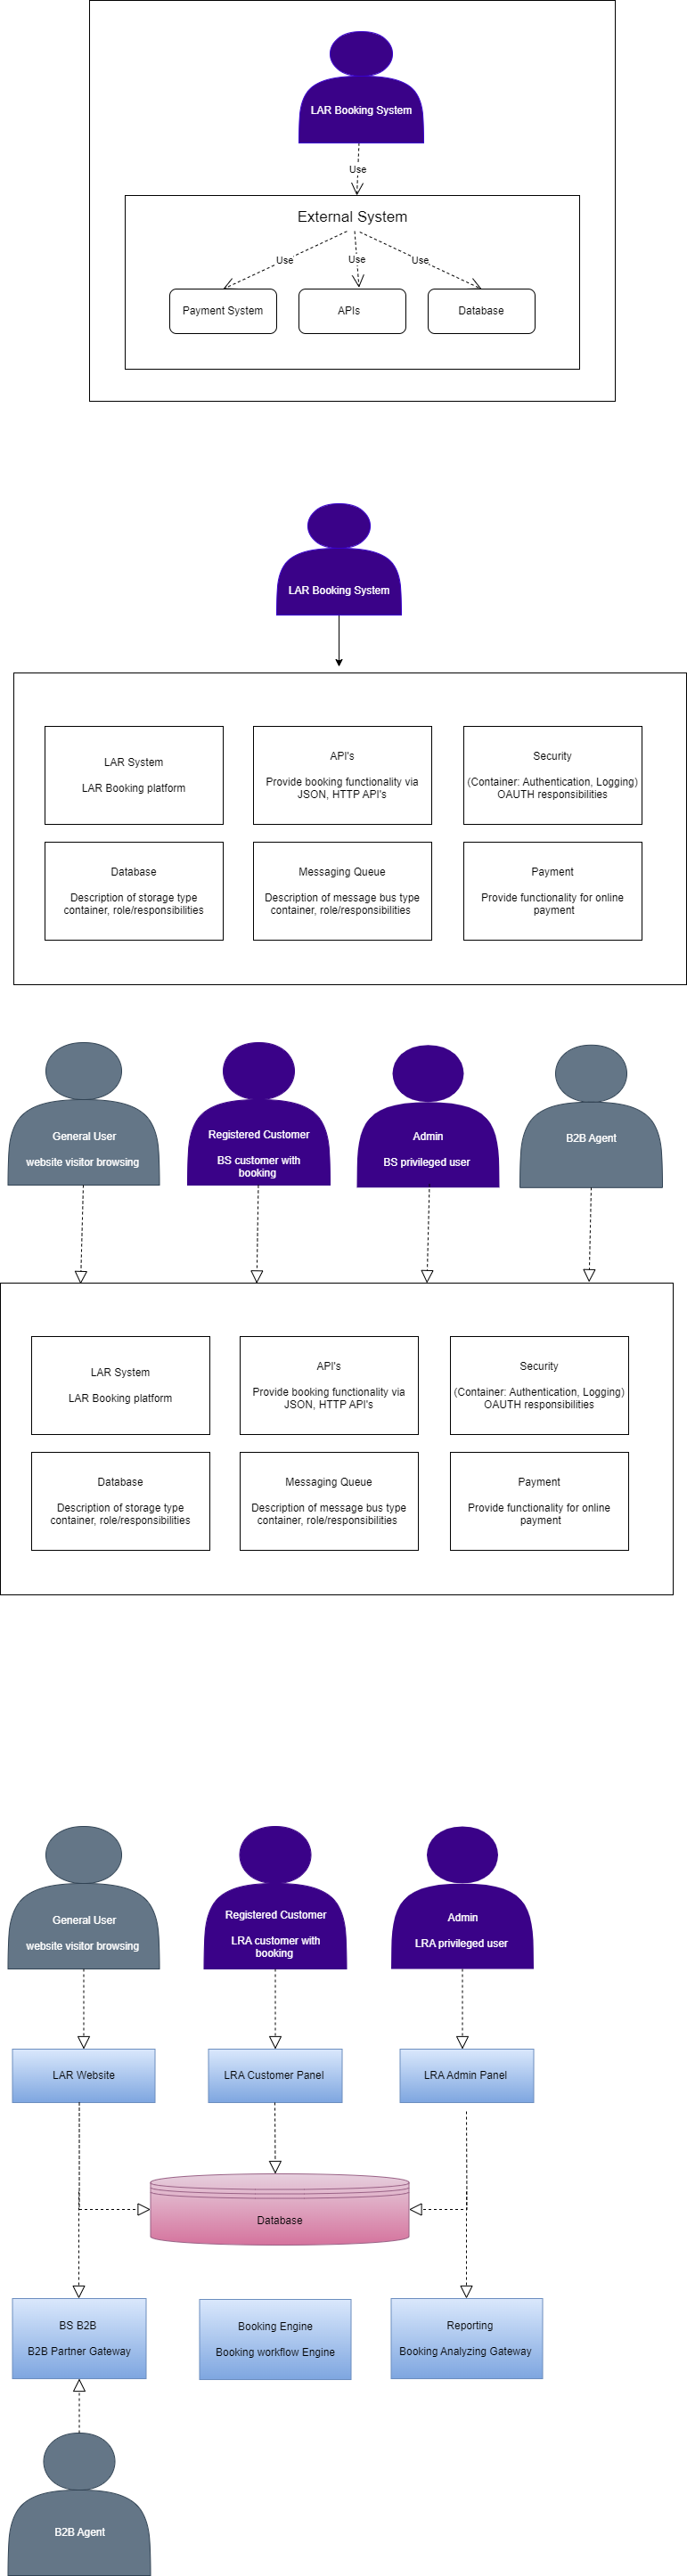 LAR Booking System
Use
External System
Use
Use
Use
Payment System
APIs
Database
LAR Booking System
LAR System
LAR Booking platform
API's
Provide booking functionality via
JSON, HTTP API's
Security
(Container: Authentication, Logging)
OAUTH responsibilities
Database
Description of storage type
container, role/responsibilities
Messaging Queue
Description of message bus type
container, role/responsibilities
Payment
Provide functionality for online
payment
General User
website visitor browsing
Registered Customer
BS customer with
booking
Admin
BS privileged user
B2B Agent
LAR System
LAR Booking platform
API's
Provide booking functionality via
JSON, HTTP API's
Security
(Container: Authentication, Logging)
OAUTH responsibilities
Database
Description of storage type
container, role/responsibilities
Messaging Queue
Description of message bus type
container, role/responsibilities
Payment
Provide functionality for online
payment
General User
website visitor browsing
Registered Customer
LRA customer with
booking
Admin
LRA privileged user
LAR Website
LRA Customer Panel
LRA Admin Panel
Database
BS B2B
B2B Partner Gateway
Booking Engine
Booking workflow Engine
Reporting
Booking Analyzing Gateway
B2B Agent